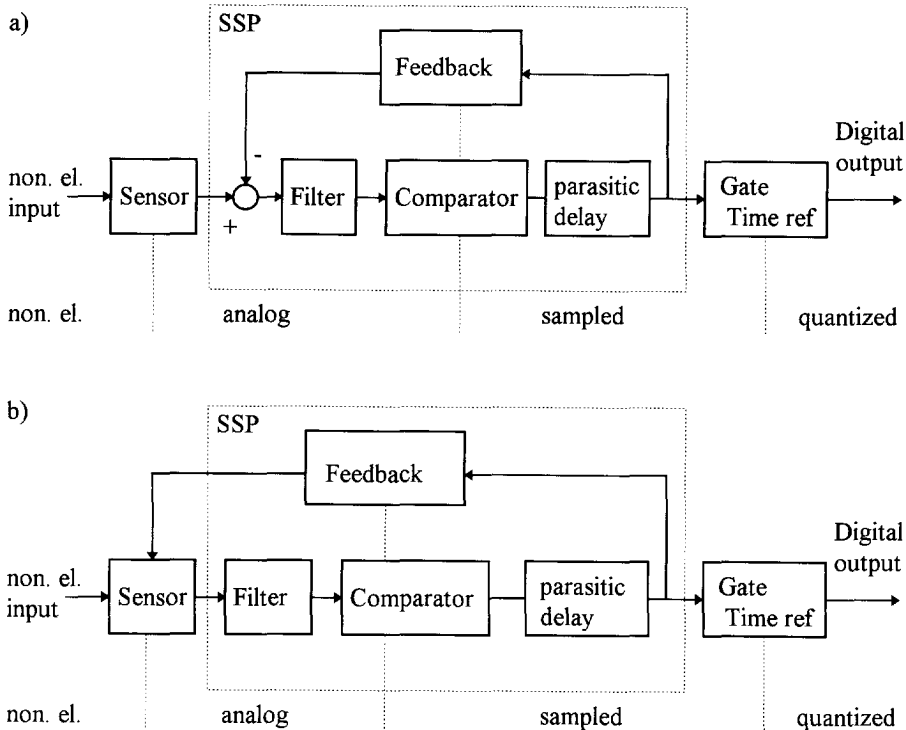 a)
SSP
Feedback
Digital
output
non. el.
input
Sensor
-
+
Filter
Comparator
parasitic
delay
Gate
Time ref
non. el.
analog
sampled
quantized
b)
SSP
Feedback
Digital
output
non. el.
input
Sensor
Filter
Comparator
parasitic
delay
Gate
Time ref
non. el.
analog
sampled
quantized